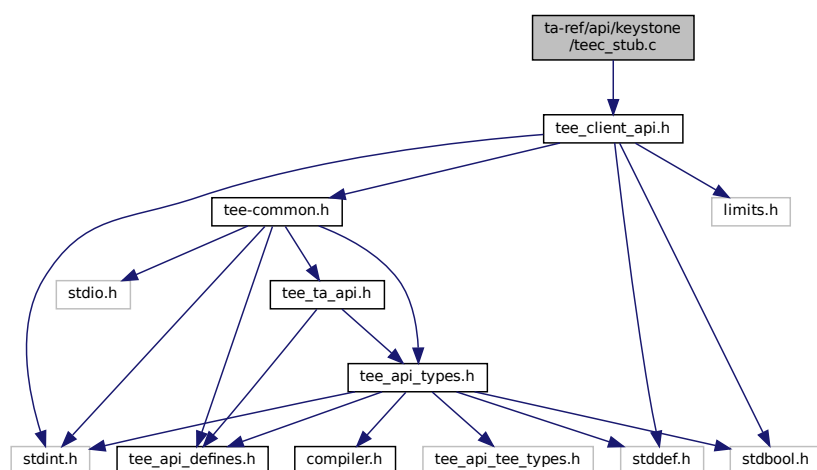 ta-ref/api/keystone
/teec_stub.c
tee_client_api.h
tee-common.h
limits.h
stdio.h
tee_ta_api.h
tee_api_types.h
stdint.h
tee_api_defines.h
compiler.h
tee_api_tee_types.h
stddef.h
stdbool.h